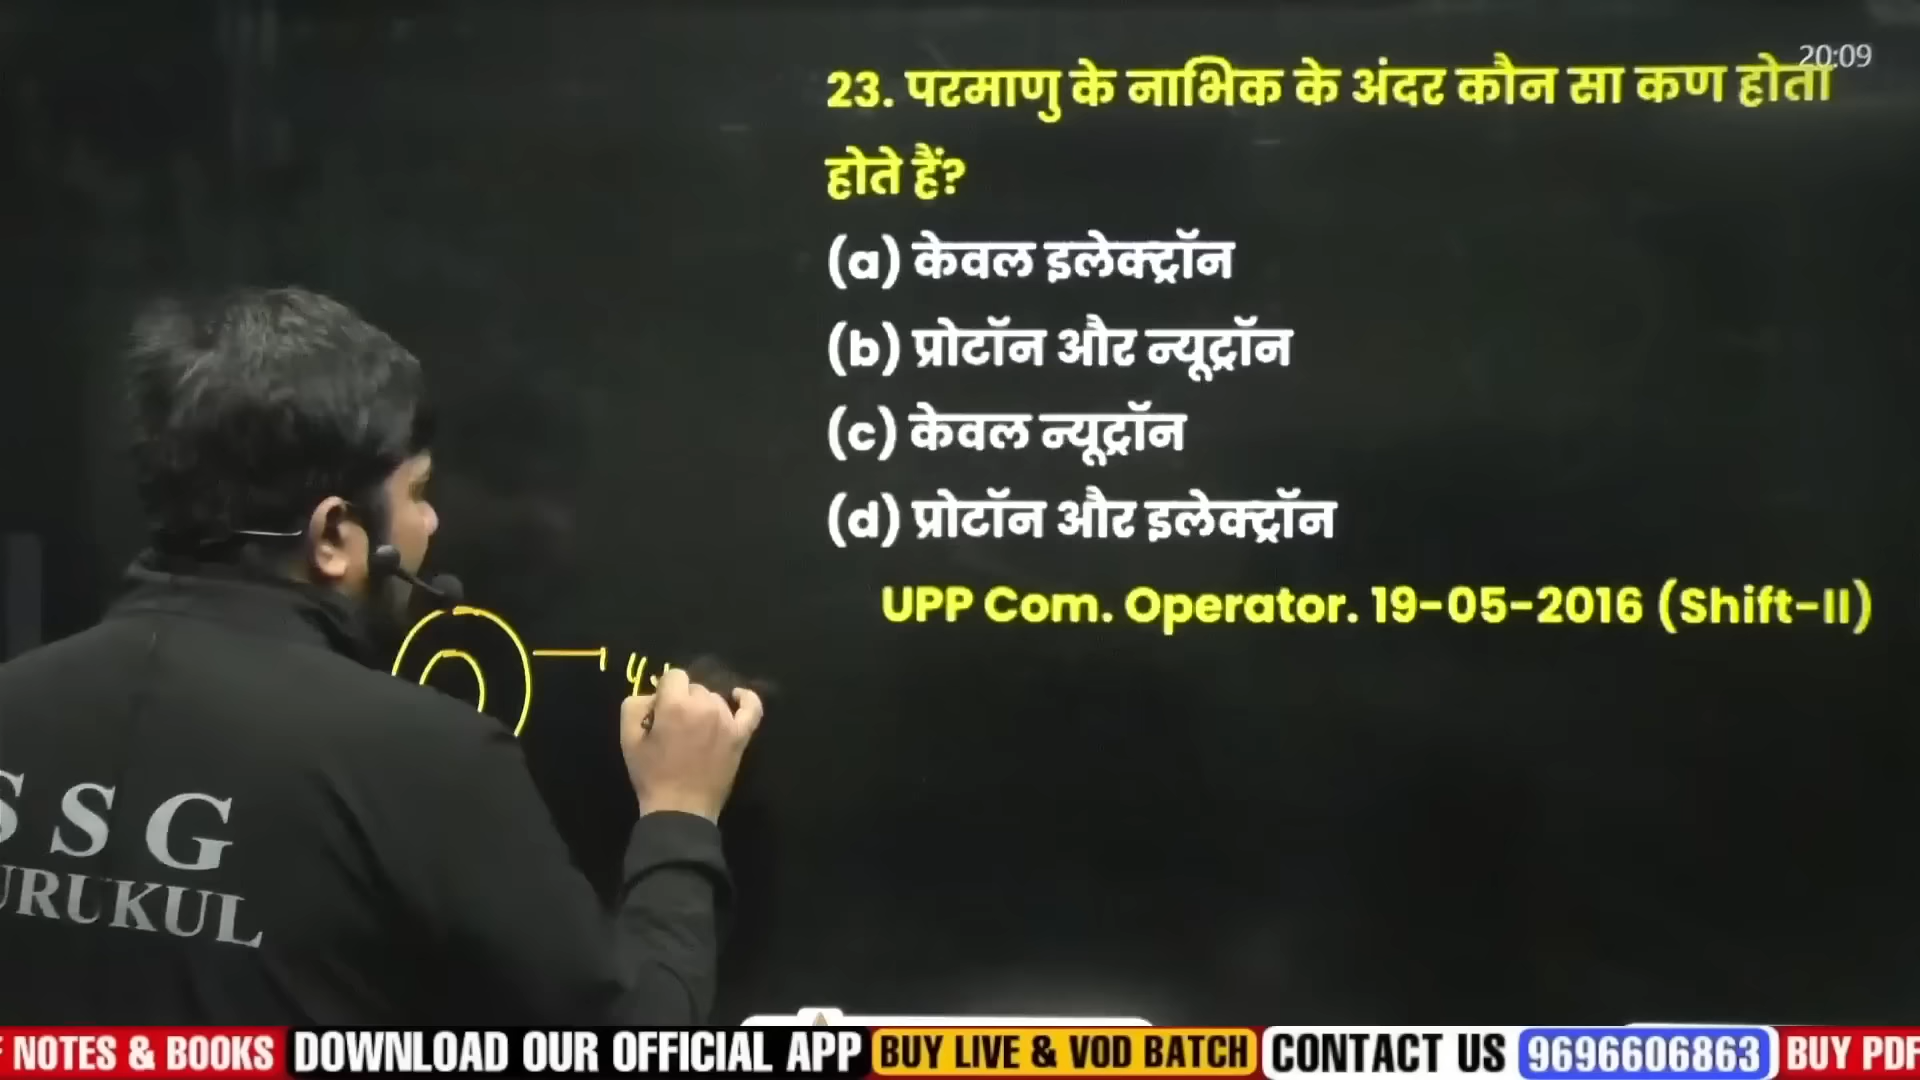 20:09
23. परमाणु के नाभिक के अंदर कौन सा कण होता
होते हैं?
(a) केवल इलेक्ट्रॉन
(b) प्रोटॉन और न्यूट्रॉन
(c) केवल न्यूट्रॉन
(d) प्रोटॉन और इलेक्ट्रॉन
UPP Com. Operator. 19-05-2016 (Shift-II)
SSG
URUKUL
NOTES & BOOKS DOWNLOAD OUR OFFICIAL APP BUY LIVE & VOD BATCH CONTACT US 9696606863 BUY PDF